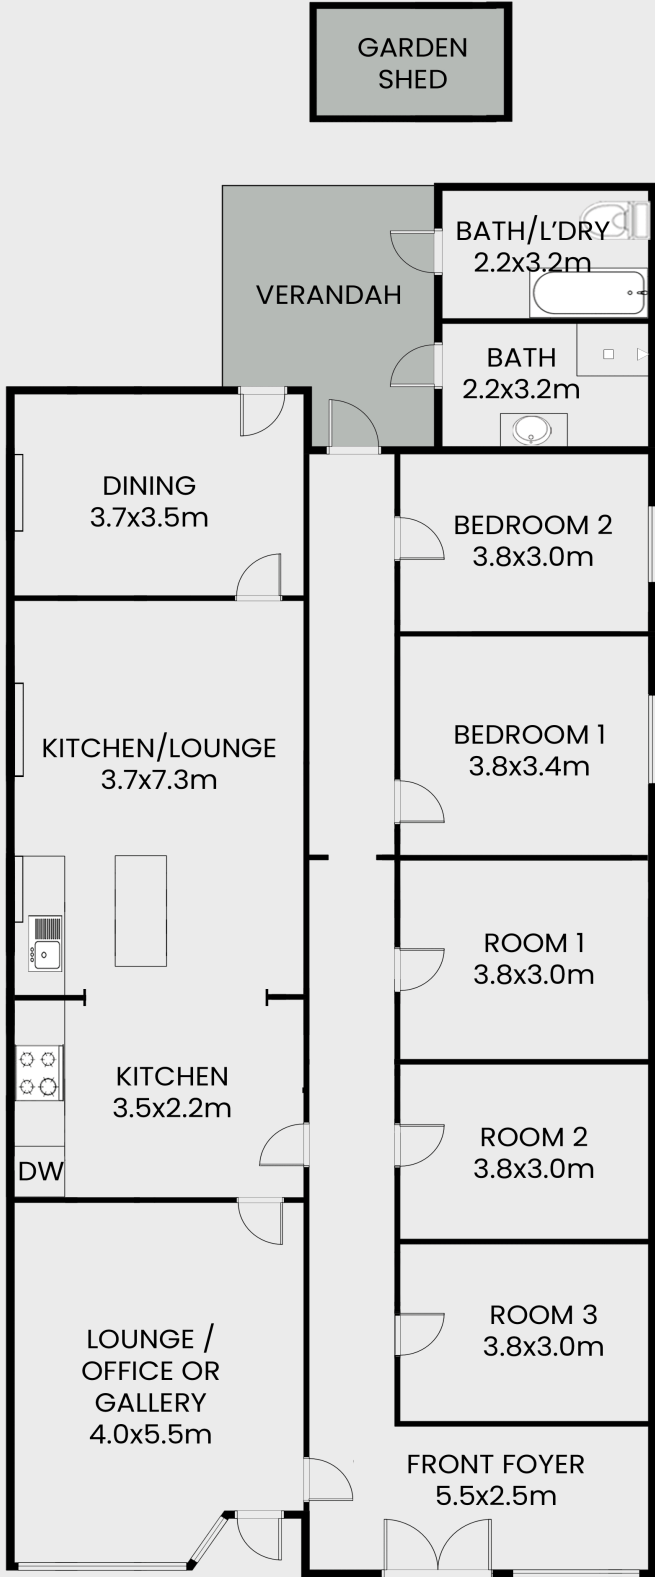 GARDEN
SHED
BATH/L'DRY
2.2x3.2m
VERANDAH
BATH
2.2x3.2m
DINING
3.7x3.5m
BEDROOM 2
3.8x3.0m
KITCHEN/LOUNGE
3.7x7.3m
BEDROOM 1
3.8x3.4m
ROOM 1
3.8x3.0m
KITCHEN
3.5x2.2m
ROOM 2
3.8x3.0m
DW
LOUNGE /
OFFICE OR
GALLERY
4.0x5.5m
ROOM 3
3.8x3.0m
FRONT FOYER
5.5x2.5m